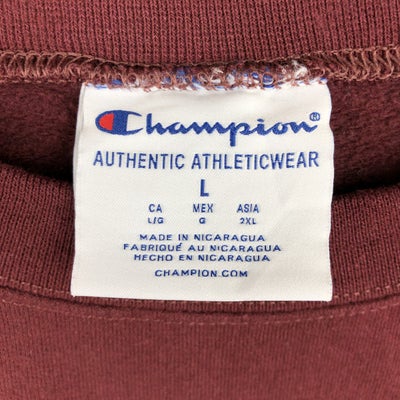 Champion®
AUTHENTIC ATHLETICWEAR
L
CA MEX ASIA
L/G G 2XL
MADE IN NICARAGUA
FABRIQUÉ AU NICARAGUA
HECHO EN NICARAGUA
CHAMPION.COM